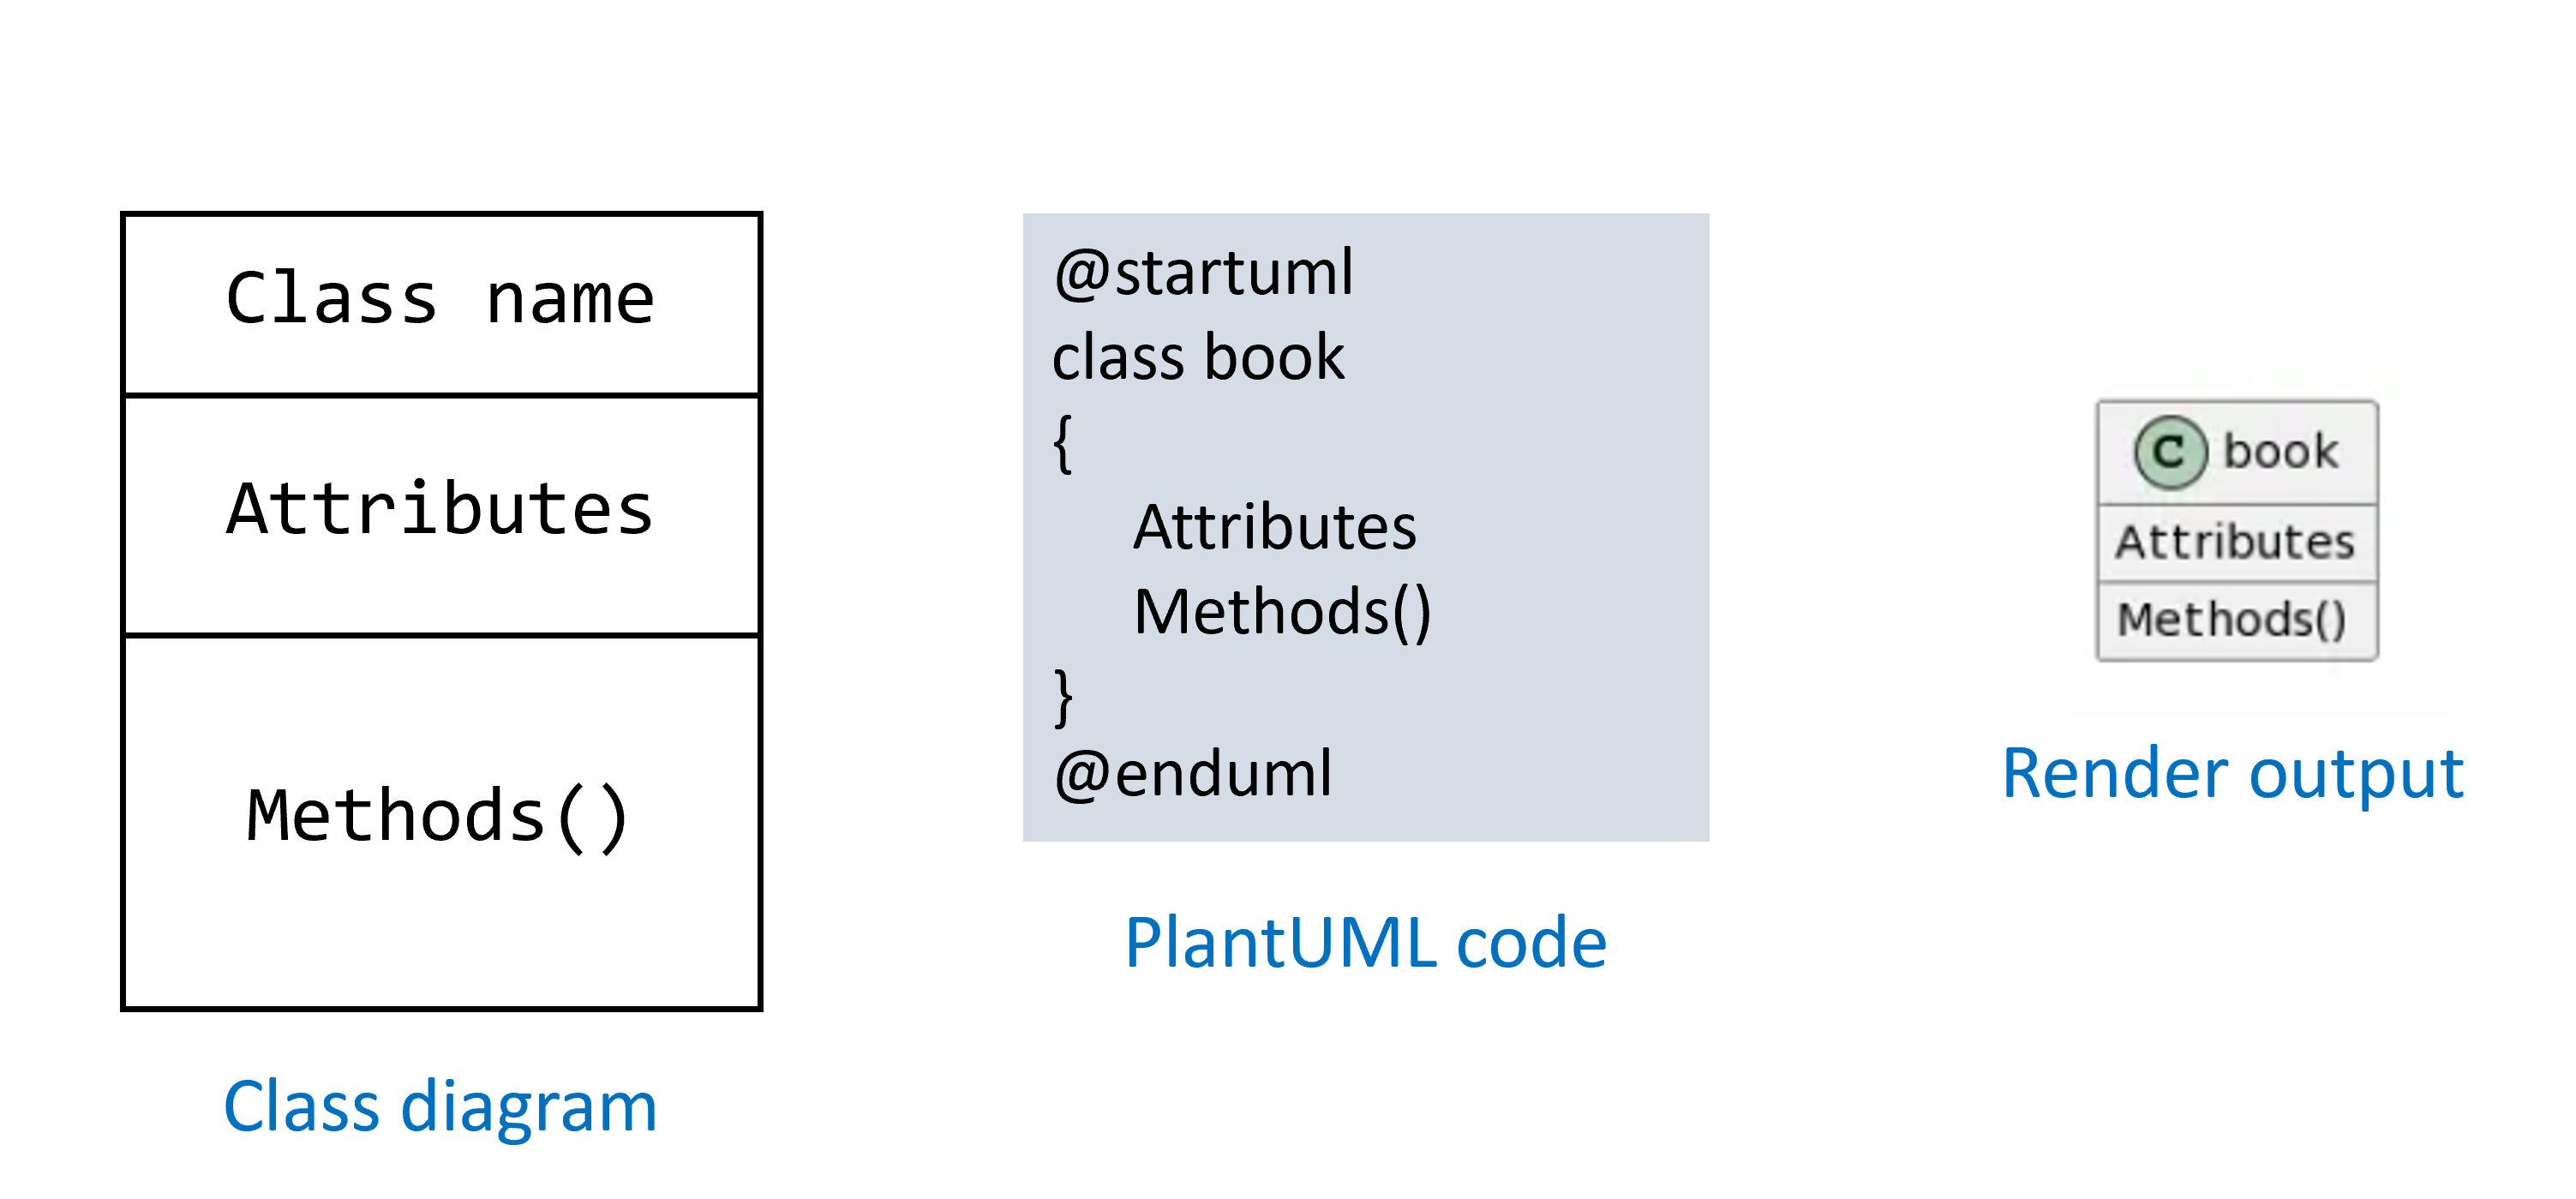 Class name
Attributes
Methods()
Class diagram
@startuml
class book
{
Attributes
Methods()
}
@enduml
PlantUML code
C book
Attributes
Methods()
Render output